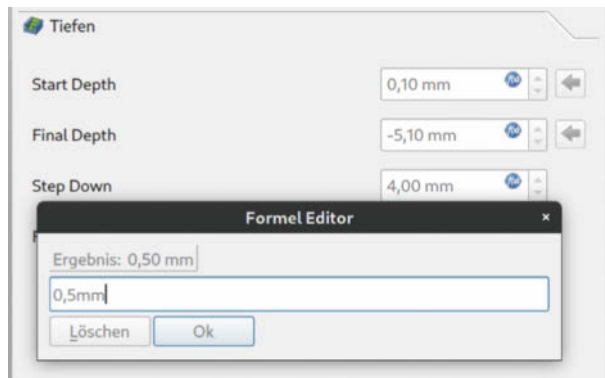 Tiefen
Start Depth 0,10 mm
Final Depth -5,10 mm
Step Down 4,00 mm
Formel Editor ×
Ergebnis: 0,50 mm
0,5mm
Löschen Ok